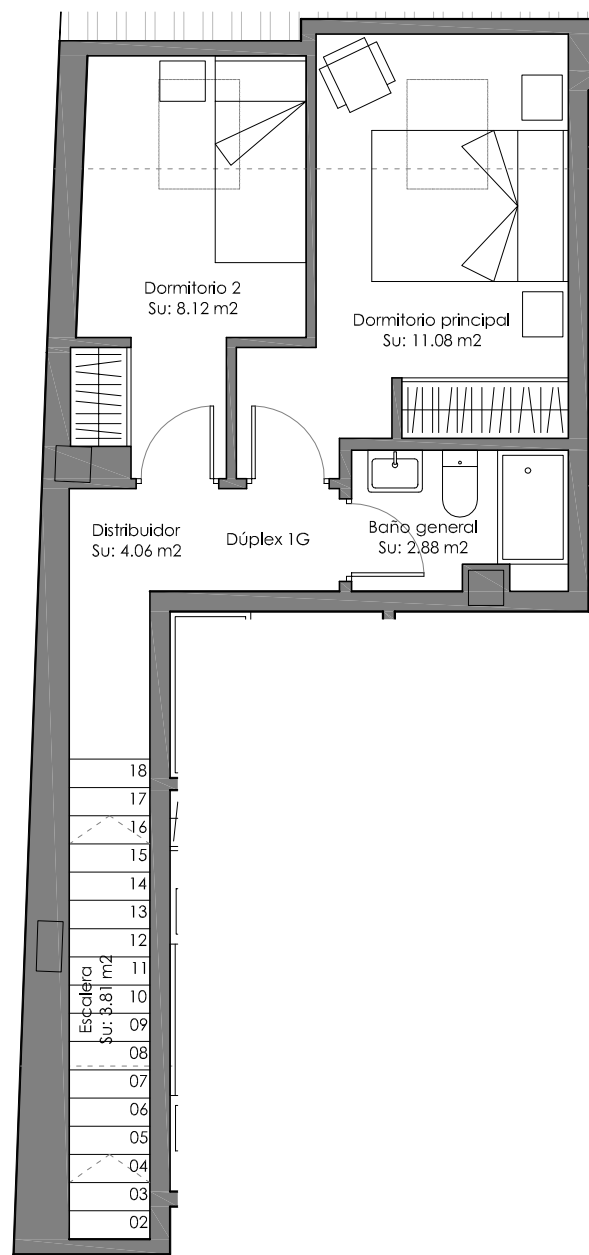 Dormitorio 2
Su: 8.12 m2
Dormitorio principal
Su: 11.08 m2
Distribuidor
Su: 4.06 m2
Dúplex 1G
Baño general
Su: 2.88 m2
18
17
16
15
14
13
12
11
10
09
08
07
06
05
04
03
02
Escalera
Su: 3.81 m2